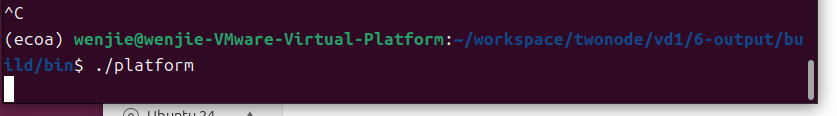 ^C
(ecoa) wenjie@wenjie-VMware-Virtual-Platform:~/workspace/twonode/vd1/6-output/bu
ild/bin$ ./platform
Ubuntu 24